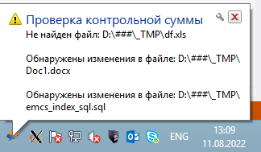 Проверка контрольной суммы
Не найден файл: D:\###\_TMP\df.xls
Обнаружены изменения в файле: D:\###\_TMP\
Doc1.docx
Обнаружены изменения в файле: D:\###\_TMP\
emcs_index_sql.sql
ENG
13:09
11.08.2022